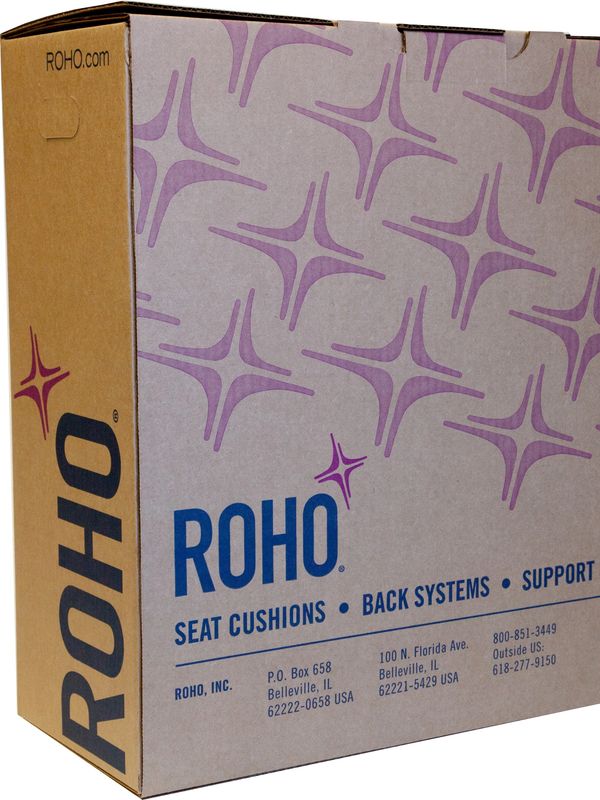 ROHO.com
ROHO®
ROHO®
SEAT CUSHIONS • BACK SYSTEMS • SUPPORT
ROHO, INC.
P.O. Box 658
Belleville, IL
62222-0658 USA
100 N. Florida Ave.
Belleville, IL
62221-5429 USA
800-851-3449
Outside US:
618-277-9150